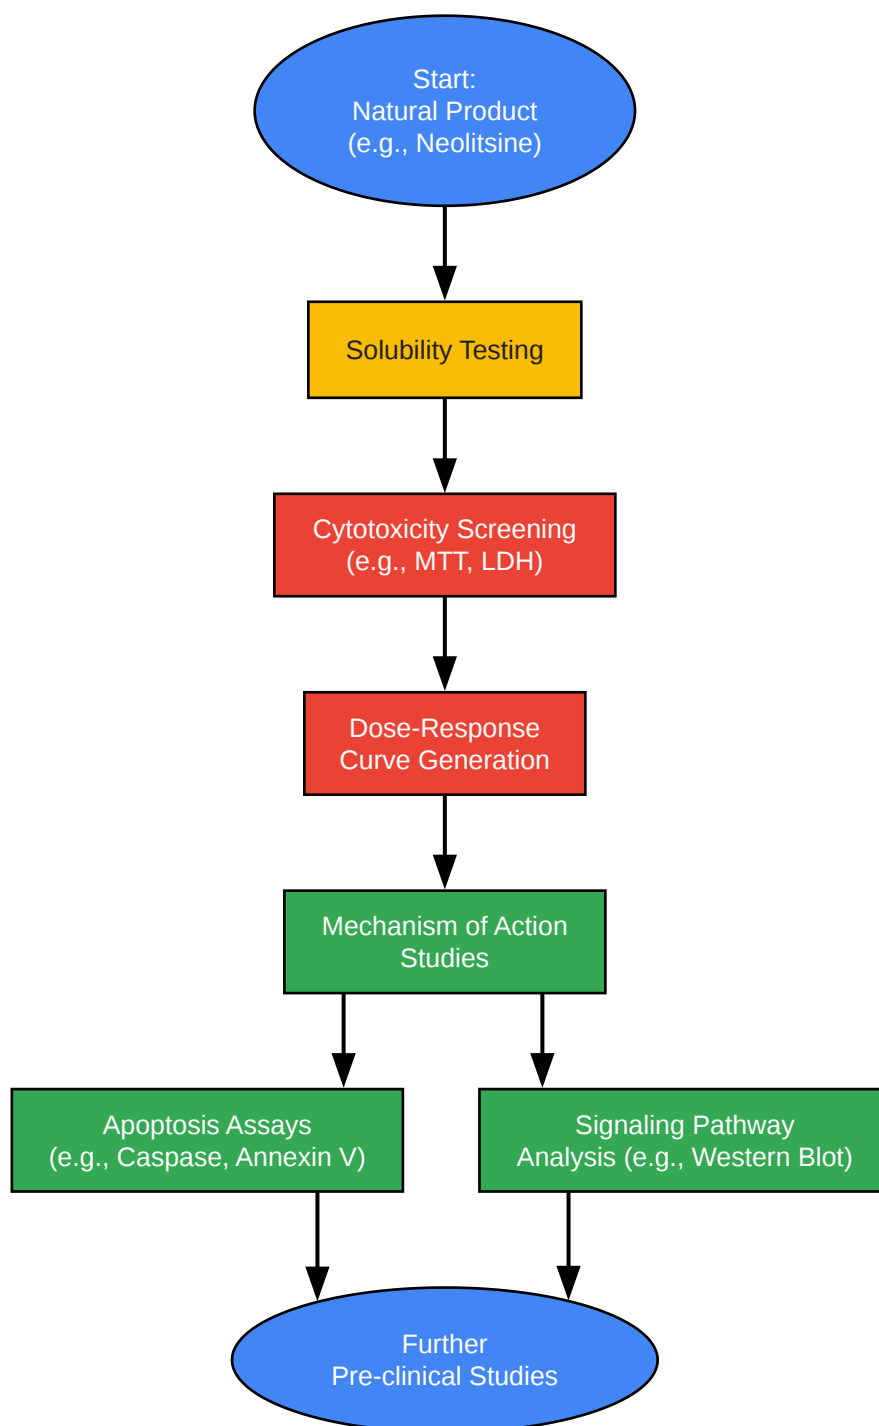 Start:
Natural Product
(e.g., Neolitsine)
Solubility Testing
Cytotoxicity Screening
(e.g., MTT, LDH)
Dose-Response
Curve Generation
Mechanism of Action
Studies
Apoptosis Assays
(e.g., Caspase, Annexin V)
Signaling Pathway
Analysis (e.g., Western Blot)
Further
Pre-clinical Studies